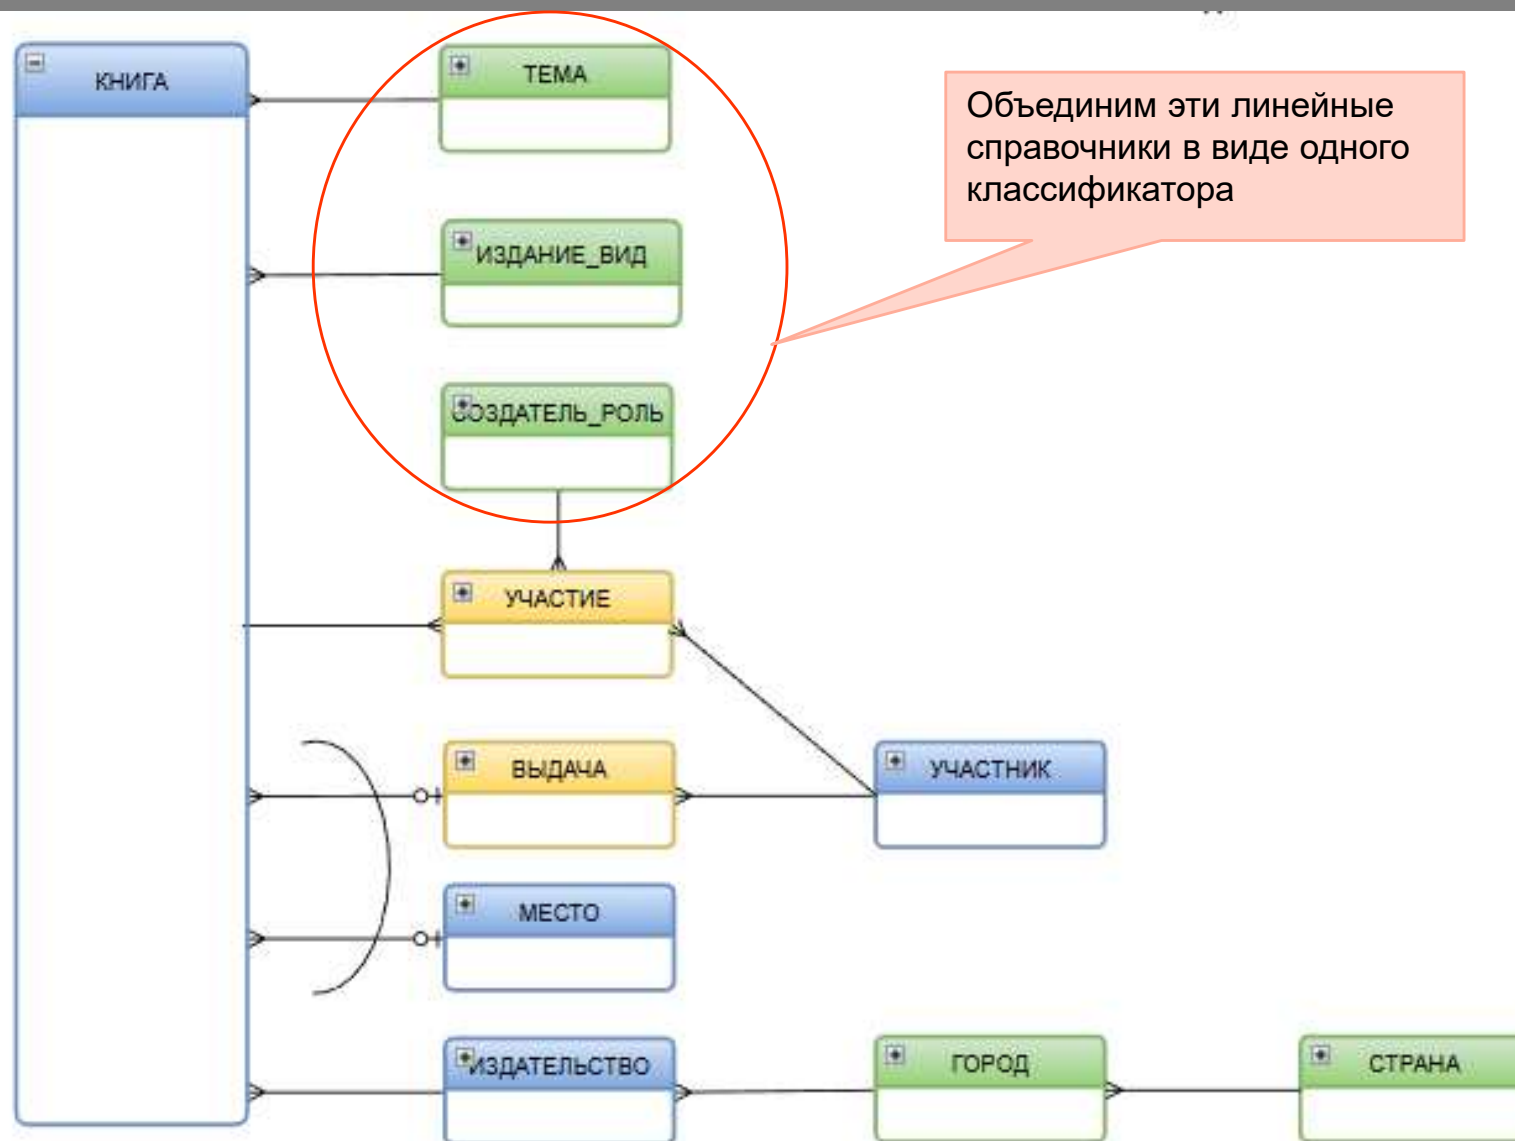 КНИГА
ТЕМА
Объединим эти линейные
справочники в виде одного
классификатора
ИЗДАНИЕ_ВИД
СОЗДАТЕЛЬ_РОЛЬ
УЧАСТИЕ
ВЫДАЧА
УЧАСТНИК
МЕСТО
ИЗДАТЕЛЬСТВО
ГОРОД
СТРАНА